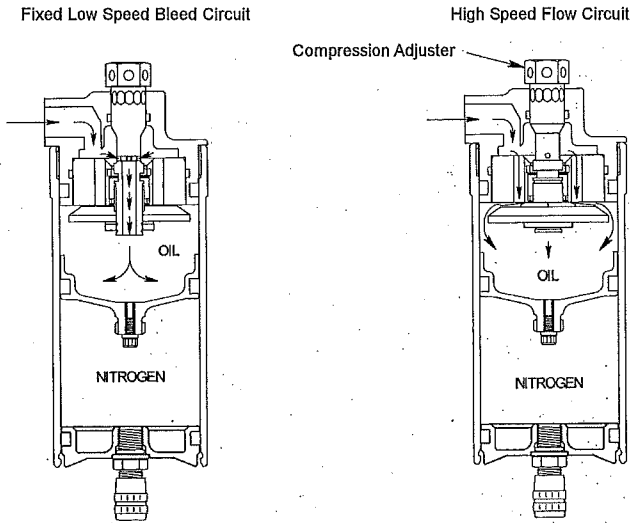 Fixed Low Speed Bleed Circuit
High Speed Flow Circuit
Compression Adjuster
OIL
NITROGEN
OIL
NITROGEN